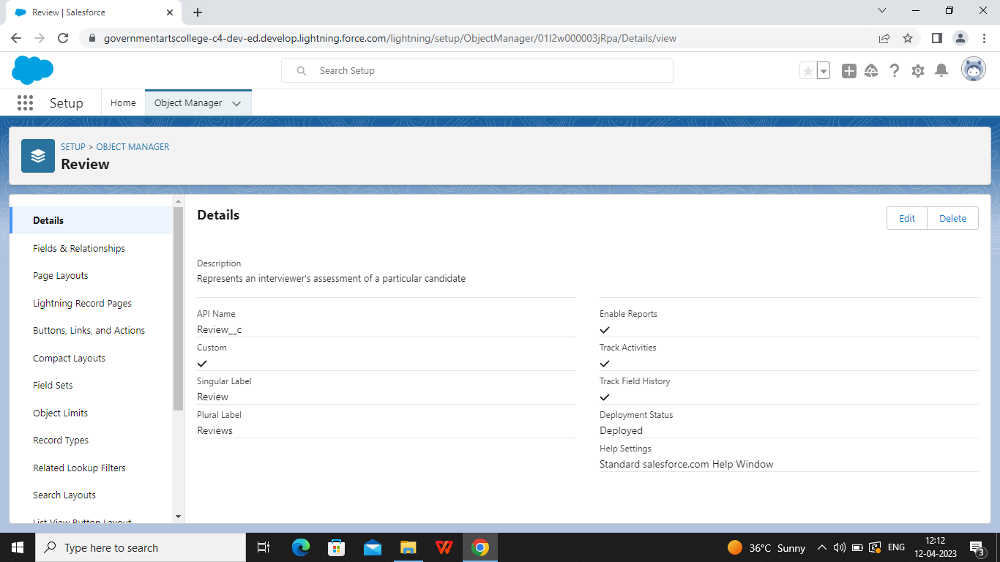 Review | Salesforce
governmentartscollege-c4-dev-ed.develop.lightning.force.com/lightning/setup/ObjectManager/01I2w000003jRpa/Details/view
Search Setup
Setup
Home
Object Manager
SETUP > OBJECT MANAGER
Review
Details
Fields & Relationships
Page Layouts
Lightning Record Pages
Buttons, Links, and Actions
Compact Layouts
Field Sets
Object Limits
Record Types
Related Lookup Filters
Search Layouts
List View Button Layout
Details
Edit
Delete
Description
Represents an interviewer's assessment of a particular candidate
API Name
Review__c
Custom
Singular Label
Review
Plural Label
Reviews
Enable Reports
Track Activities
Track Field History
Deployment Status
Deployed
Help Settings
Standard salesforce.com Help Window
Type here to search
36°C Sunny
ENG
12:12
12-04-2023
3